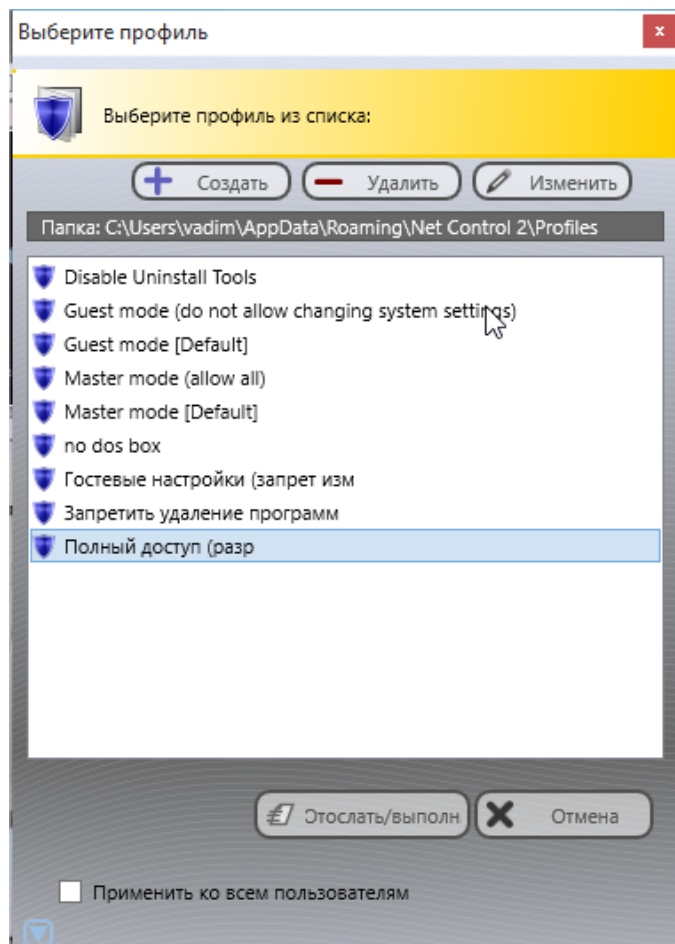 Выберите профиль
x
Выберите профиль из списка:
Создать Удалить Изменить
Папка: C:\Users\vadim\AppData\Roaming\Net Control 2\Profiles
Disable Uninstall Tools
Guest mode (do not allow changing system settings)
Guest mode [Default]
Master mode (allow all)
Master mode [Default]
no dos box
Гостевые настройки (запрет изм
Запретить удаление программ
Полный доступ (разр
Отослать/выполн Отмена
Применить ко всем пользователям